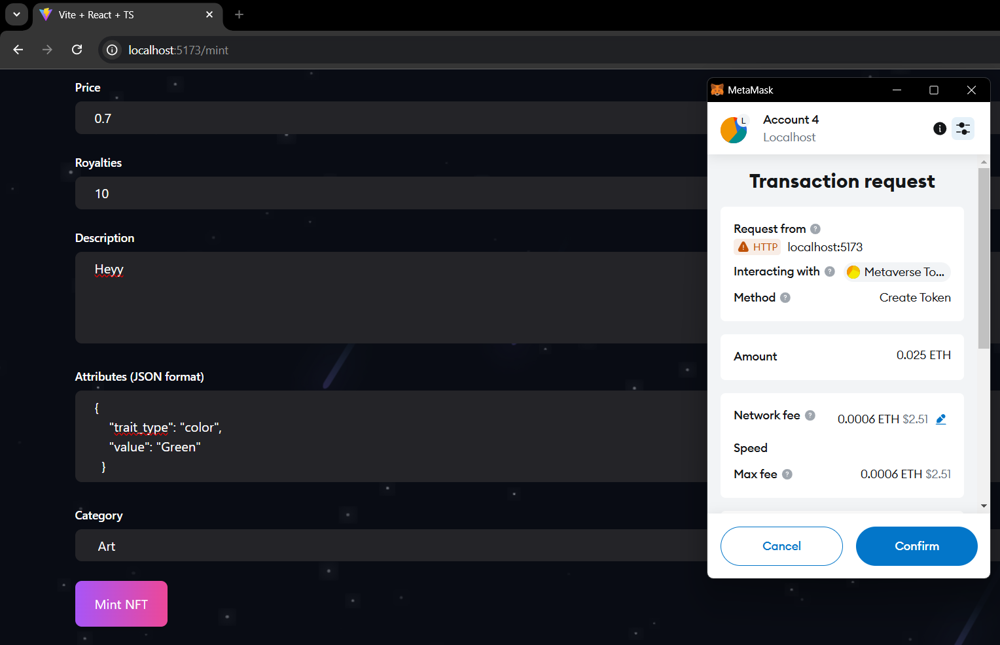 Vite + React + TS
localhost:5173/mint
Price
0.7
Royalties
10
Description
Heyy
Attributes (JSON format)
{
"trait_type": "color",
"value": "Green"
}
Category
Art
Mint NFT
MetaMask
L
Account 4
Localhost
Transaction request
Request from
HTTP localhost:5173
Interacting with Metaverse To...
Method Create Token
Amount 0.025 ETH
Network fee 0.0006 ETH $2.51
Speed
Max fee 0.0006 ETH $2.51
Cancel Confirm